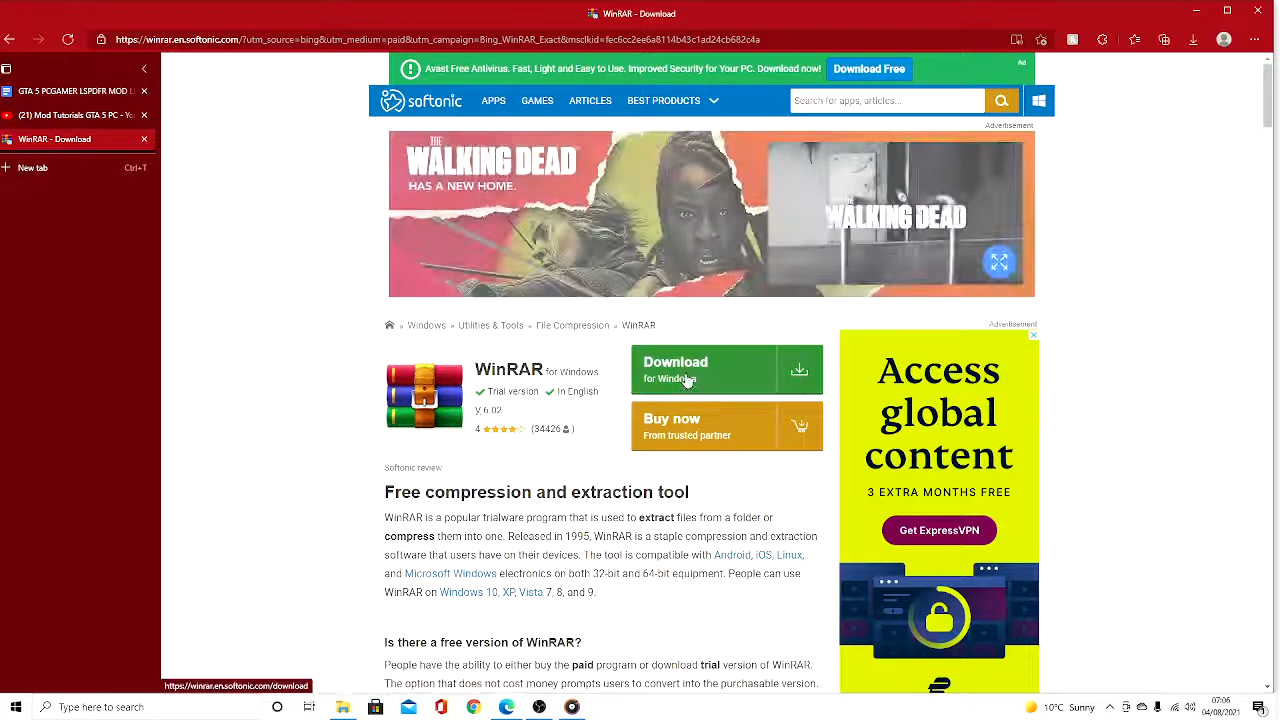 WinRAR - Download
https://winrar.en.softonic.com/?utm_source=bing&utm_medium=paid&utm_campaign=Bing_WinRAR_Exact&msclkid=fec6cc2ee6a8114b43c1ad24cb682c4a
GTA 5 PCGAMER LSPDFR MOD LI
(21) Mod Tutorials GTA 5 PC - Yo
WinRAR - Download
New tab
Ctrl+T
Avast Free Antivirus. Fast, Light and Easy to Use. Improved Security for Your PC. Download now!
Download Free
Ad
softonic
APPS
GAMES
ARTICLES
BEST PRODUCTS
Search for apps, articles...
Advertisement
THE
WALKING DEAD
HAS A NEW HOME.
WALKING DEAD
» Windows » Utilities & Tools » File Compression » WinRAR
Advertisement
WinRAR for Windows
Trial version
In English
V 6.02
4
(34426)
Download
for Windows
Buy now
From trusted partner
Softonic review
Free compression and extraction tool
WinRAR is a popular trialware program that is used to extract files from a folder or
compress them into one. Released in 1995, WinRAR is a staple compression and extraction
software that users have on their devices. The tool is compatible with Android, iOS, Linux,
and Microsoft Windows electronics on both 32-bit and 64-bit equipment. People can use
WinRAR on Windows 10, XP, Vista 7, 8, and 9.
Is there a free version of WinRAR?
People have the ability to either buy the paid program or download trial version of WinRAR.
The option that does not cost money prompts users to convert into the purchasable version.
Access
global
content
3 EXTRA MONTHS FREE
Get ExpressVPN
https://winrar.en.softonic.com/download
Type here to search
10°C Sunny
07:06
04/08/2021
1